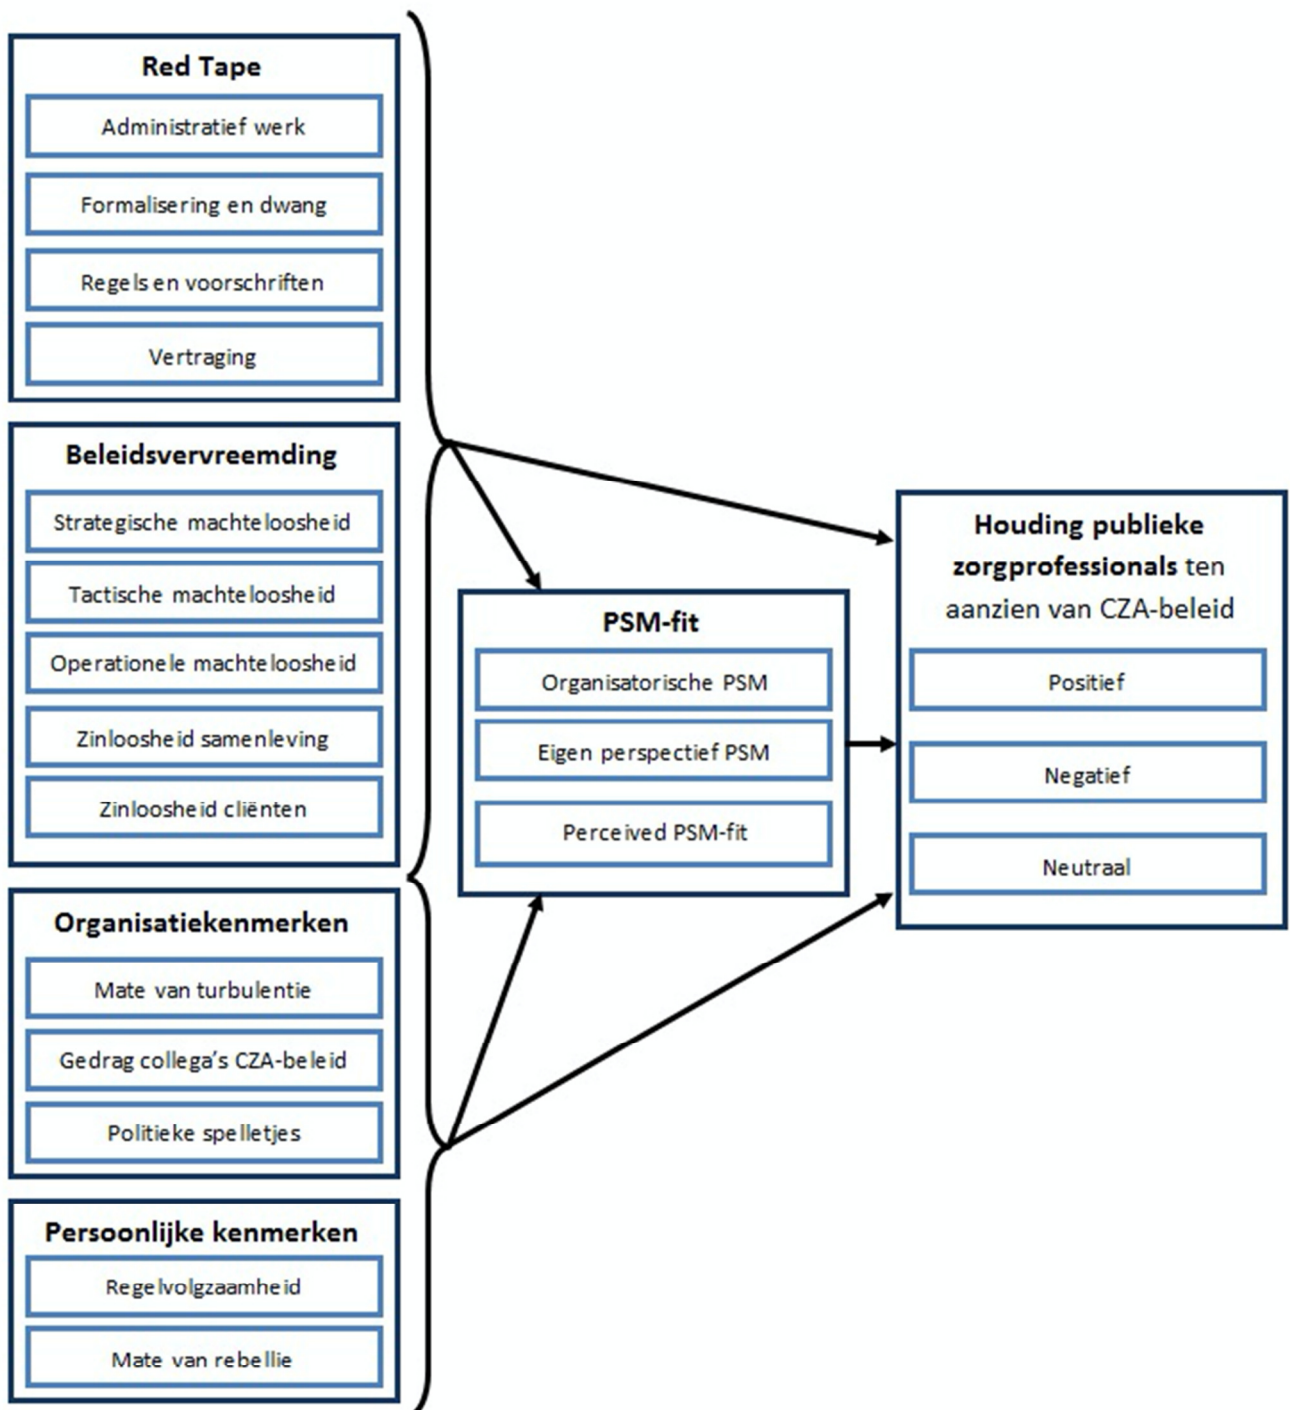 Red Tape
Administratief werk
Formalisering en dwang
Regels en voorschriften
Vertraging
Beleidsvervreemding
Strategische machteloosheid
Tactische machteloosheid
Operationele machteloosheid
Zinloosheid samenleving
Zinloosheid cliënten
Organisatiekenmerken
Mate van turbulentie
Gedrag collega's CZA-beleid
Politieke spelletjes
Persoonlijke kenmerken
Regelvolgzaamheid
Mate van rebellie
PSM-fit
Organisatorische PSM
Eigen perspectief PSM
Perceived PSM-fit
Houding publieke
zorgprofessionals ten
aanzien van CZA-beleid
Positief
Negatief
Neutraal